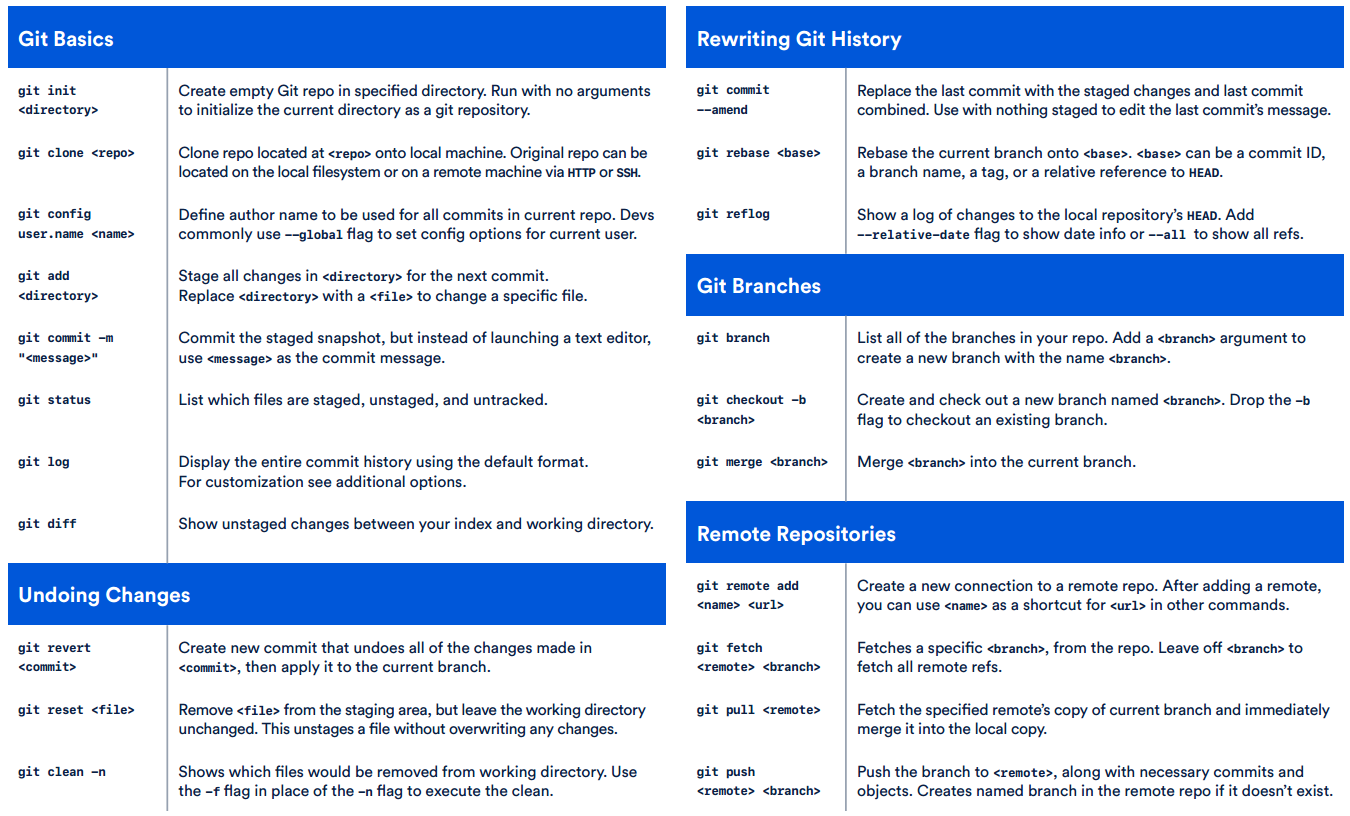 Git Basics
git init
<directory>
Create empty Git repo in specified directory. Run with no arguments
to initialize the current directory as a git repository.
git clone <repo>
Clone repo located at <repo> onto local machine. Original repo can be
located on the local filesystem or on a remote machine via HTTP or SSH.
git config
user.name <name>
Define author name to be used for all commits in current repo. Devs
commonly use --global flag to set config options for current user.
git add
<directory>
Stage all changes in <directory> for the next commit.
Replace <directory> with a <file> to change a specific file.
git commit -m
"<message>"
Commit the staged snapshot, but instead of launching a text editor,
use <message> as the commit message.
git status
List which files are staged, unstaged, and untracked.
git log
Display the entire commit history using the default format.
For customization see additional options.
git diff
Show unstaged changes between your index and working directory.
Undoing Changes
git revert
<commit>
Create new commit that undoes all of the changes made in
<commit>, then apply it to the current branch.
git reset <file>
Remove <file> from the staging area, but leave the working directory
unchanged. This unstages a file without overwriting any changes.
git clean -n
Shows which files would be removed from working directory. Use
the -f flag in place of the -n flag to execute the clean.
Rewriting Git History
git commit
--amend
Replace the last commit with the staged changes and last commit
combined. Use with nothing staged to edit the last commit's message.
git rebase <base>
Rebase the current branch onto <base>. <base> can be a commit ID,
a branch name, a tag, or a relative reference to HEAD.
git reflog
Show a log of changes to the local repository's HEAD. Add
--relative-date flag to show date info or --all to show all refs.
Git Branches
git branch
List all of the branches in your repo. Add a <branch> argument to
create a new branch with the name <branch>.
git checkout -b
<branch>
Create and check out a new branch named <branch>. Drop the -b
flag to checkout an existing branch.
git merge <branch>
Merge <branch> into the current branch.
Remote Repositories
git remote add
<name> <url>
Create a new connection to a remote repo. After adding a remote,
you can use <name> as a shortcut for <url> in other commands.
git fetch
<remote> <branch>
Fetches a specific <branch>, from the repo. Leave off <branch> to
fetch all remote refs.
git pull <remote>
Fetch the specified remote's copy of current branch and immediately
merge it into the local copy.
git push
<remote> <branch>
Push the branch to <remote>, along with necessary commits and
objects. Creates named branch in the remote repo if it doesn't exist.